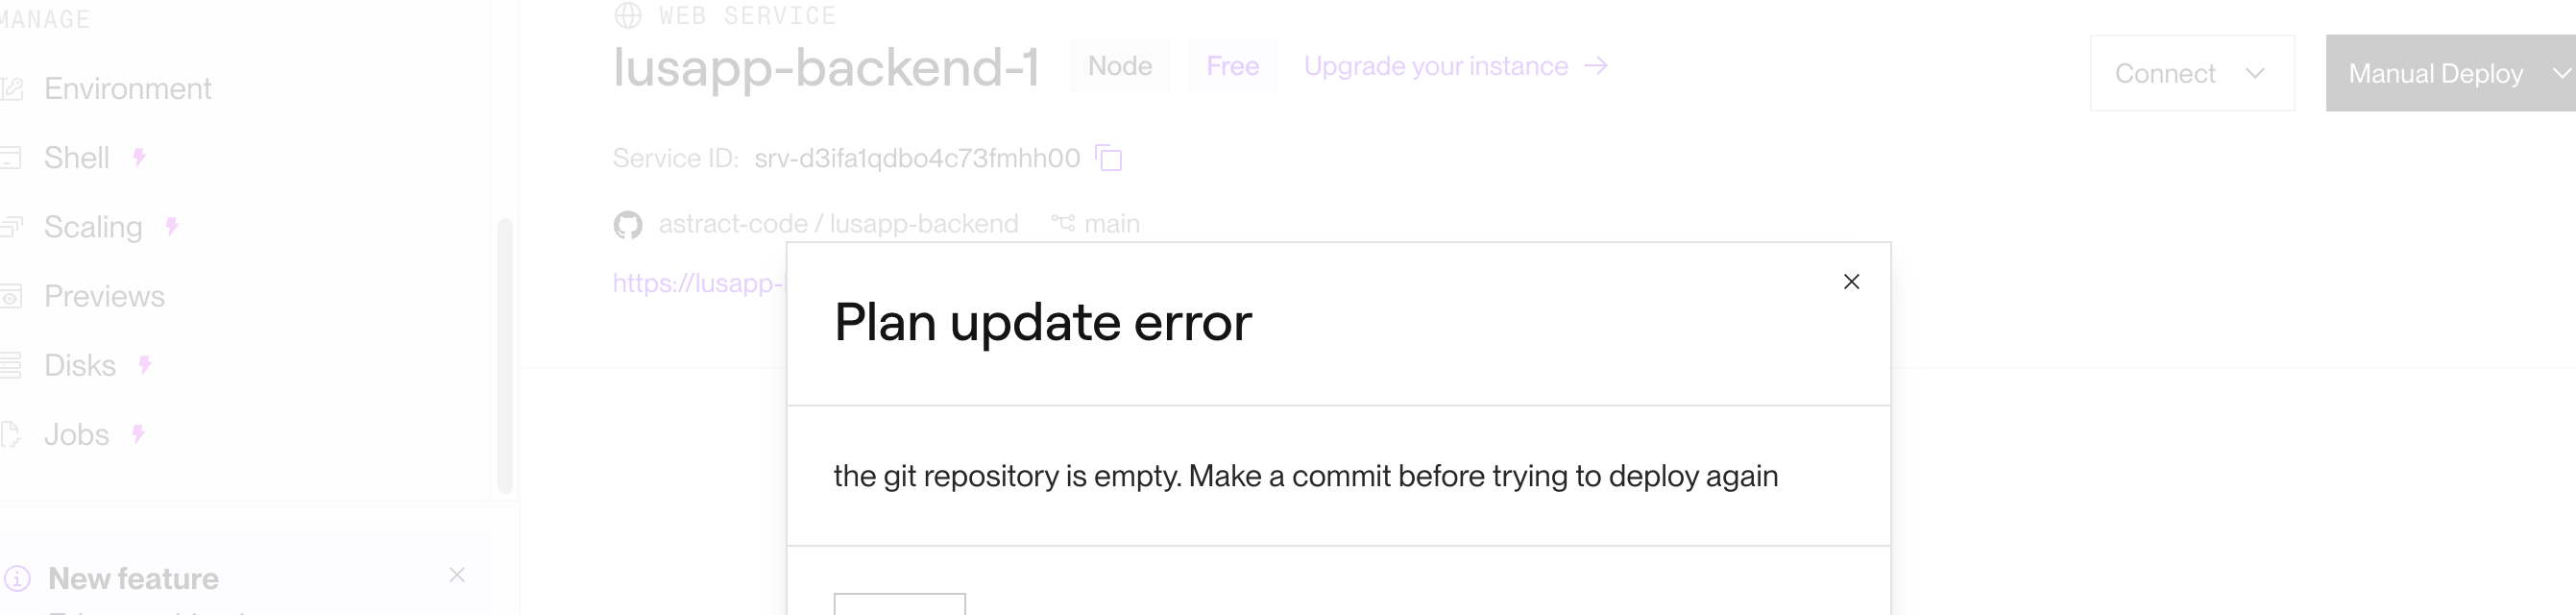 MANAGE
Environment
Shell
Scaling
Previews
Disks
Jobs
New feature
WEB SERVICE
lusapp-backend-1 Node Free Upgrade your instance →
Connect
Manual Deploy
Service ID: srv-d3ifa1qdbo4c73fmhh00
astract-code / lusapp-backend main
https://lusapp-
Plan update error
the git repository is empty. Make a commit before trying to deploy again